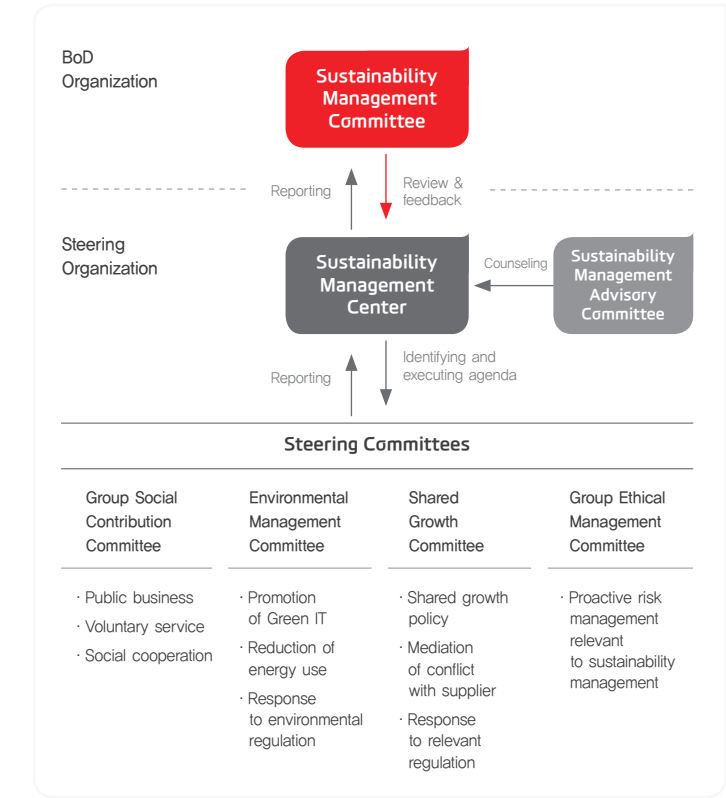 BoD
Organization
Sustainability
Management
Committee
Reporting
Review &
feedback
Steering
Organization
Sustainability
Management
Center
Counseling
Sustainability
Management
Advisory
Committee
Reporting
Identifying and
executing agenda
Steering Committees
Group Social
Contribution
Committee
Environmental
Management
Committee
Shared
Growth
Committee
Group Ethical
Management
Committee
· Public business
· Voluntary service
· Social cooperation
· Promotion
of Green IT
· Reduction of
energy use
· Response
to environmental
regulation
· Shared growth
policy
· Mediation
of conflict
with supplier
· Response
to relevant
regulation
· Proactive risk
management
relevant
to sustainability
management